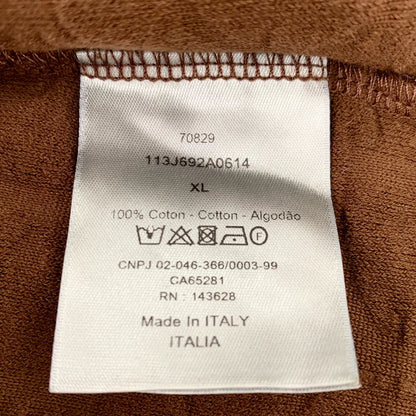 70829
113J692A0614
XL
100% Coton - Cotton - Algodão
F
CNPJ 02-046-366/0003-99
CA65281
RN : 143628
Made In ITALY
ITALIA